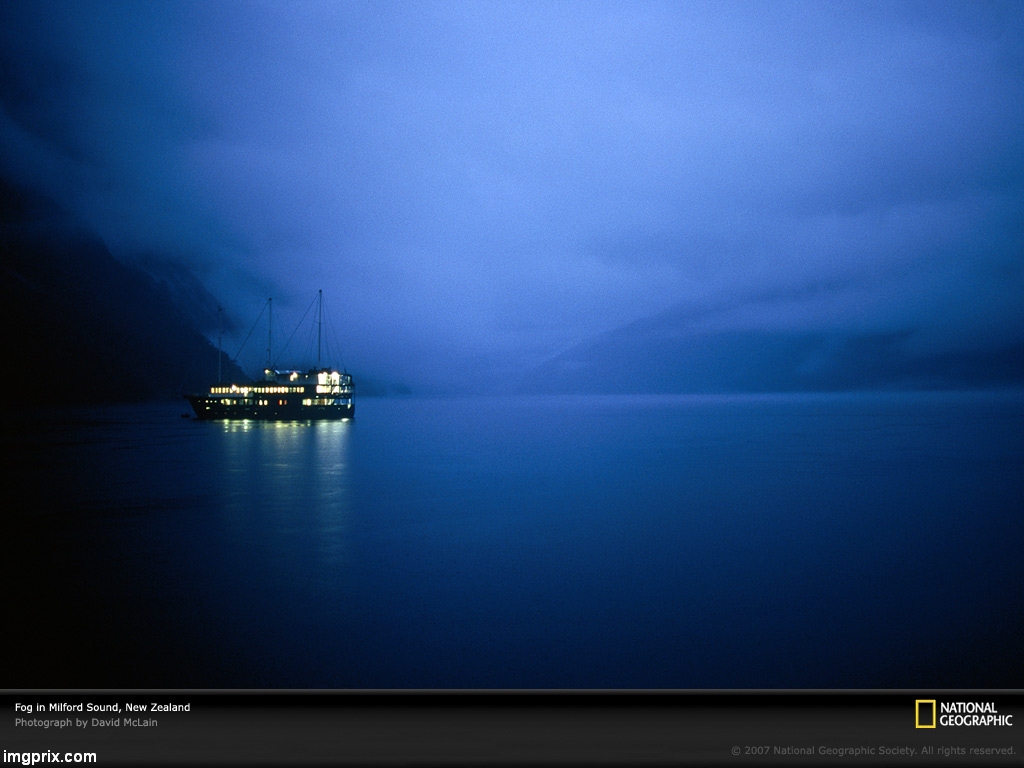 Fog in Milford Sound, New Zealand
Photograph by David McLain
NATIONAL
GEOGRAPHIC
© 2007 National Geographic Society. All rights reserved.
imgprix.com